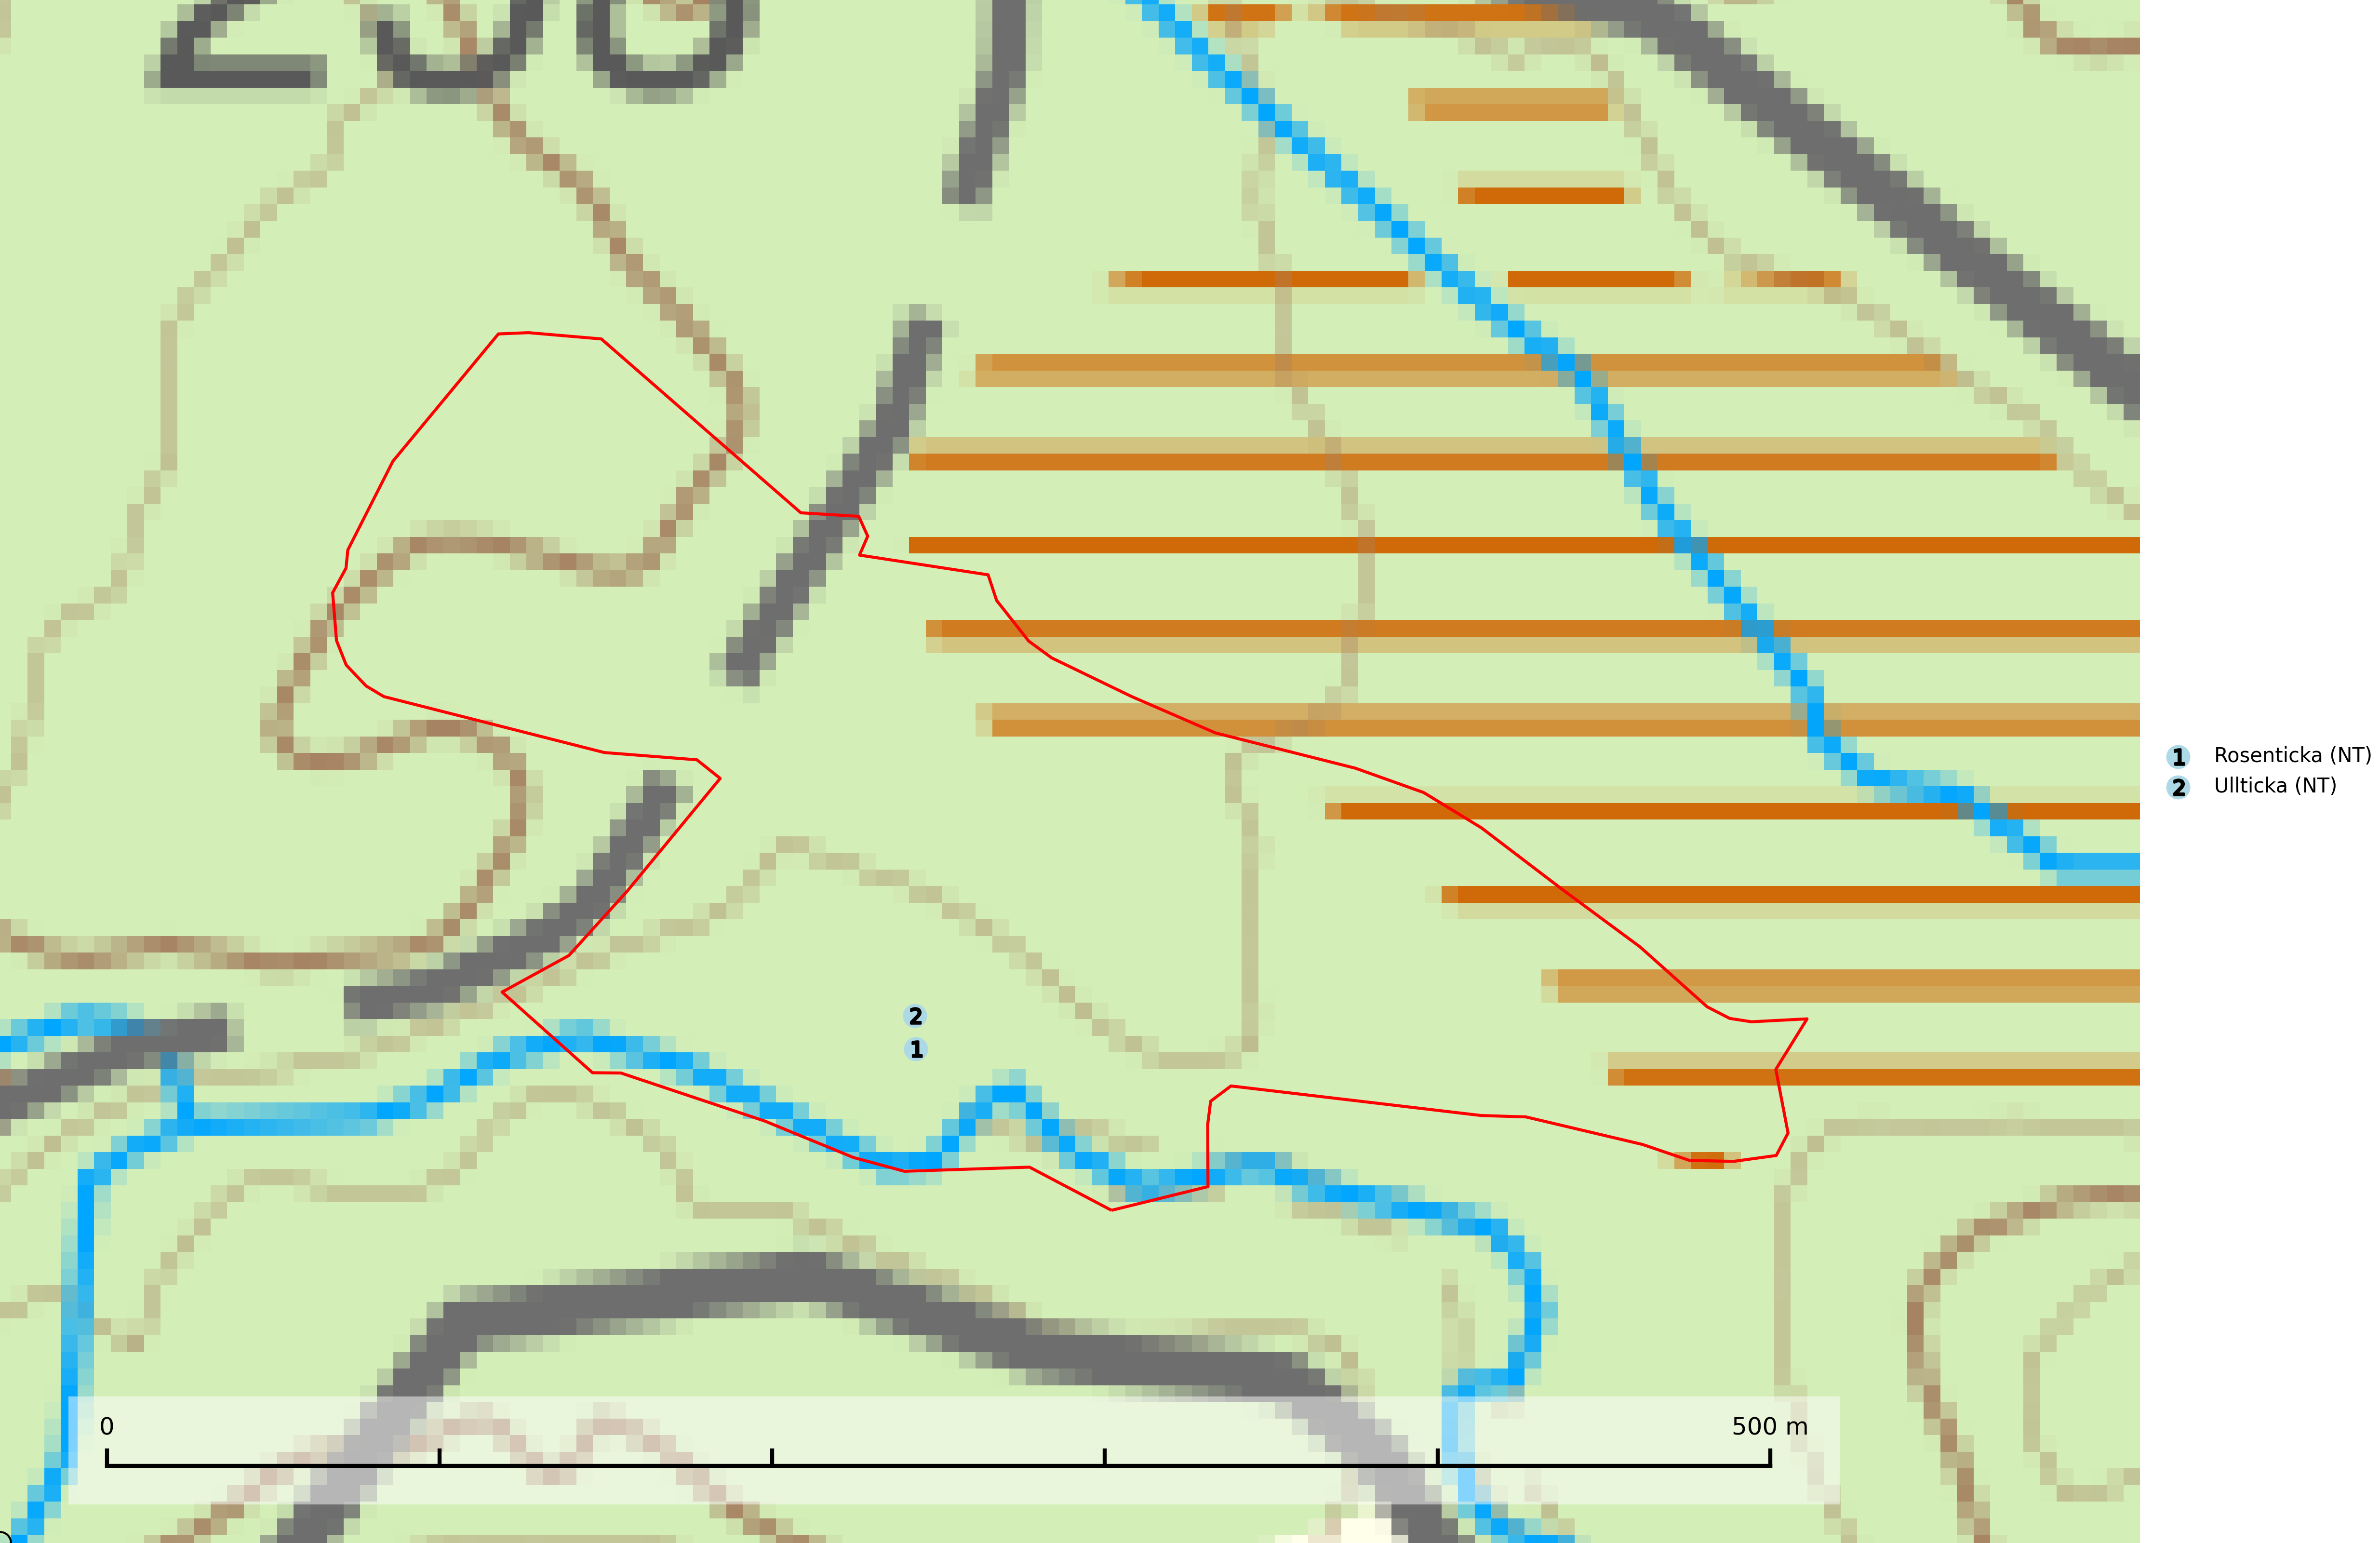 1 Rosenticka (NT)
2 Ullticka (NT)
2
1
0 500 m